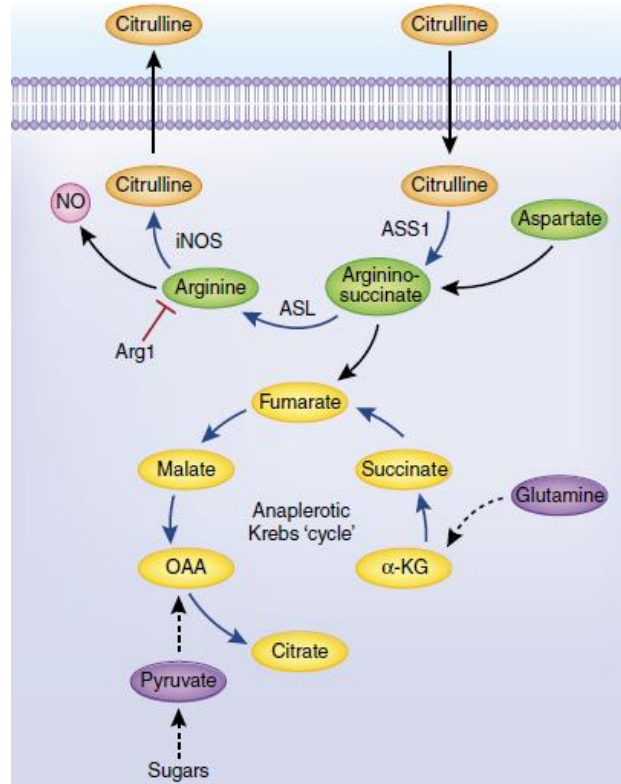 Citrulline
Citrulline
Citrulline
Citrulline
NO
iNOS
ASS1
Aspartate
Arginine
ASL
Arginino-
succinate
Arg1
Fumarate
Malate
Succinate
Glutamine
Anaplerotic
Krebs ‘cycle’
OAA
α-KG
Citrate
Pyruvate
Sugars